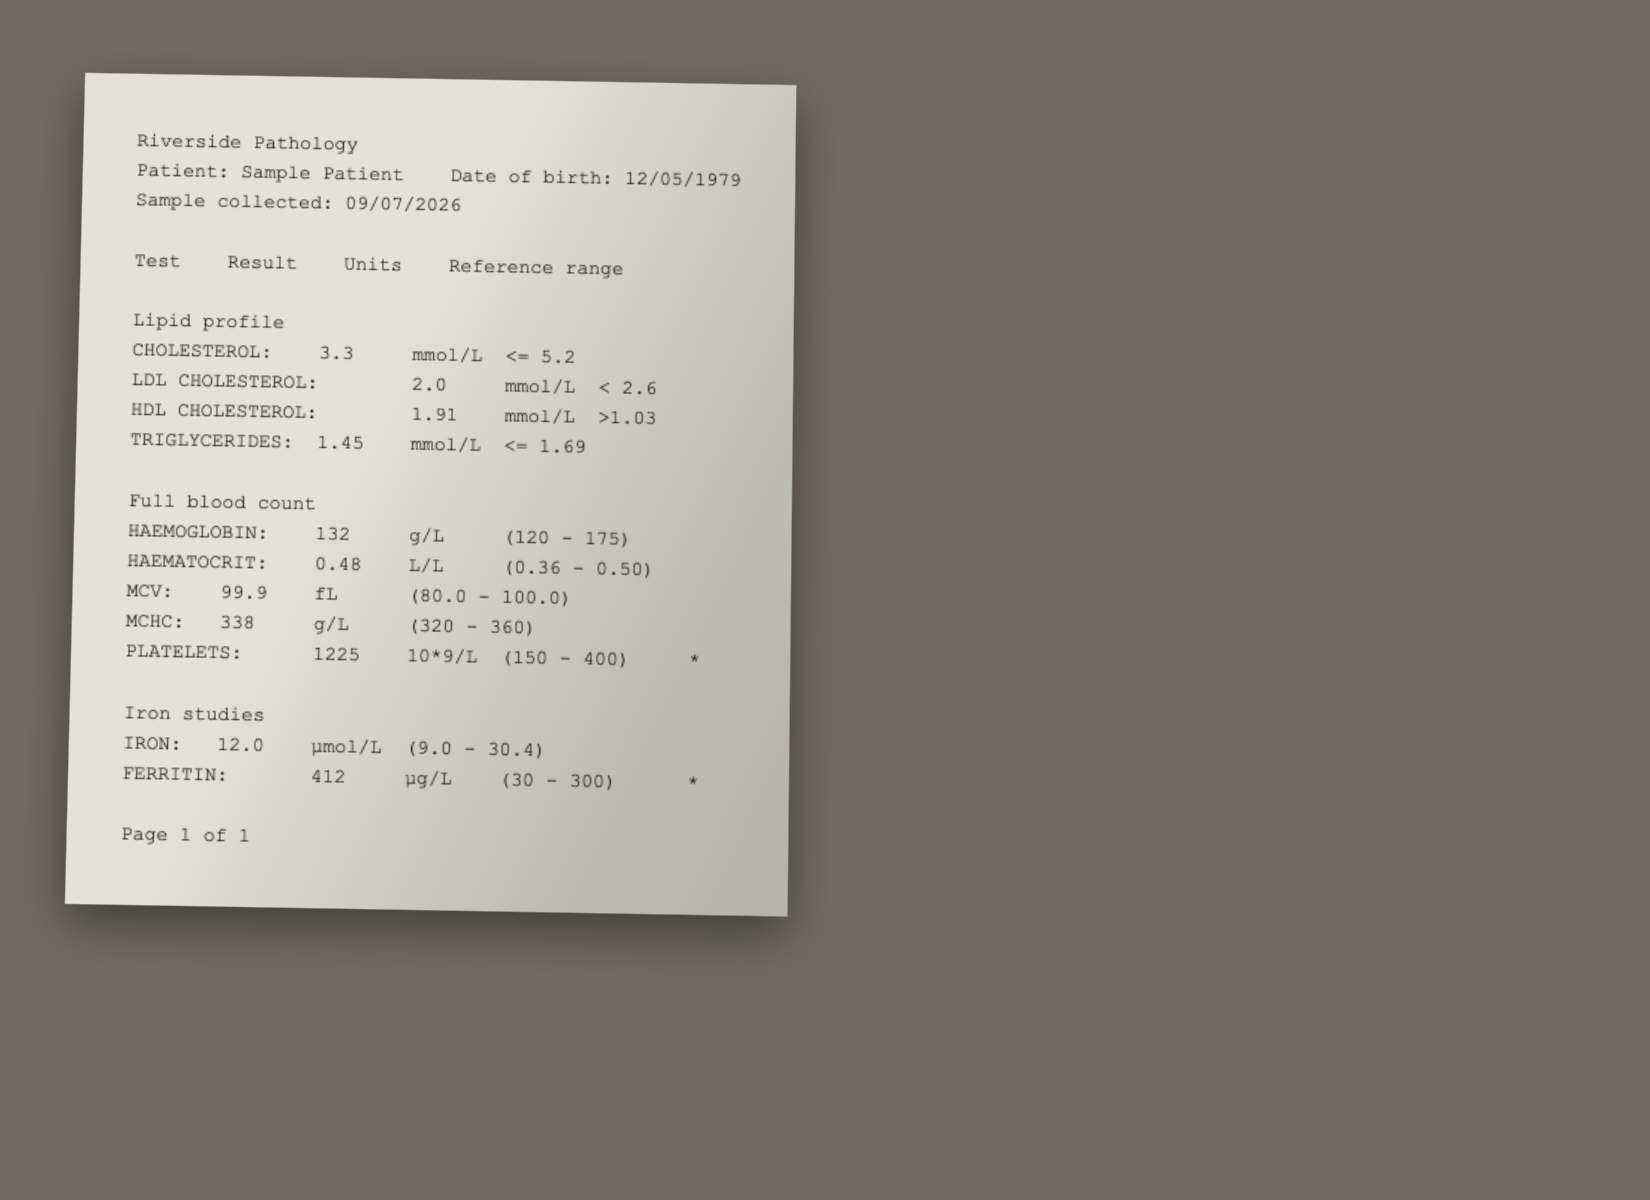 Riverside Pathology
Patient: Sample Patient    Date of birth: 12/05/1979
Sample collected: 09/07/2026
Test    Result    Units    Reference range
Lipid profile
CHOLESTEROL:    3.3     mmol/L  <= 5.2
LDL CHOLESTEROL:        2.0     mmol/L  < 2.6
HDL CHOLESTEROL:        1.91    mmol/L  >1.03
TRIGLYCERIDES:  1.45    mmol/L  <= 1.69
Full blood count
HAEMOGLOBIN:    132     g/L     (120 - 175)
HAEMATOCRIT:    0.48    L/L     (0.36 - 0.50)
MCV:    99.9    fL      (80.0 - 100.0)
MCHC:   338     g/L     (320 - 360)
PLATELETS:      1225    10*9/L  (150 - 400)     *
Iron studies
IRON:   12.0    µmol/L  (9.0 - 30.4)
FERRITIN:       412     µg/L    (30 - 300)      *
Page 1 of 1